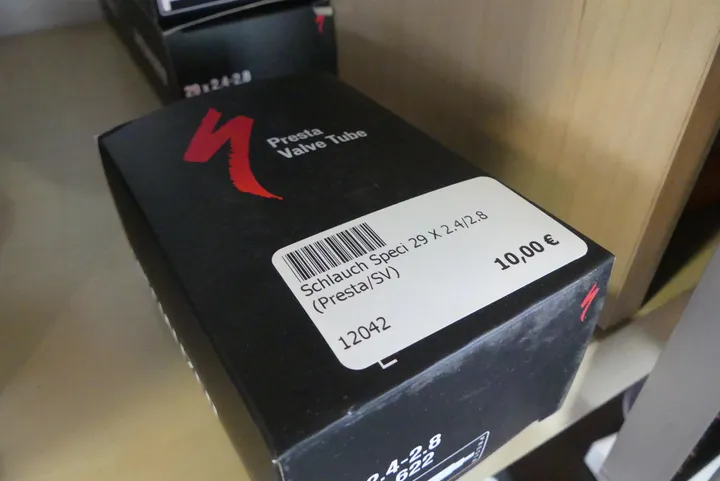 29 x 2.4-2.8
Presta
Valve Tube
Schlauch Speci 29 X 2.4/2.8
(Presta/SV)
10,00 €
12042
2.4-2.8
622